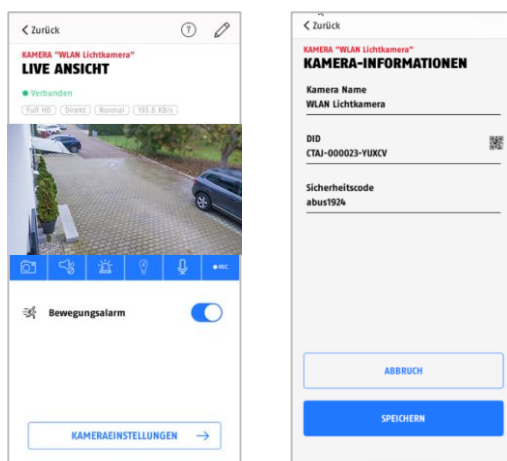 Zurück
KAMERA "WLAN Lichtkamera"
LIVE ANSICHT
Verbunden
Full HD Direkt Normal 193.6 KB/s
REC
Bewegungsalarm
KAMERAEINSTELLUNGEN
Zurück
KAMERA "WLAN Lichtkamera"
KAMERA-INFORMATIONEN
Kamera Name
WLAN Lichtkamera
DID
CTAJ-000023-YUXCV
Sicherheitscode
abus1924
ABBRUCH
SPEICHERN